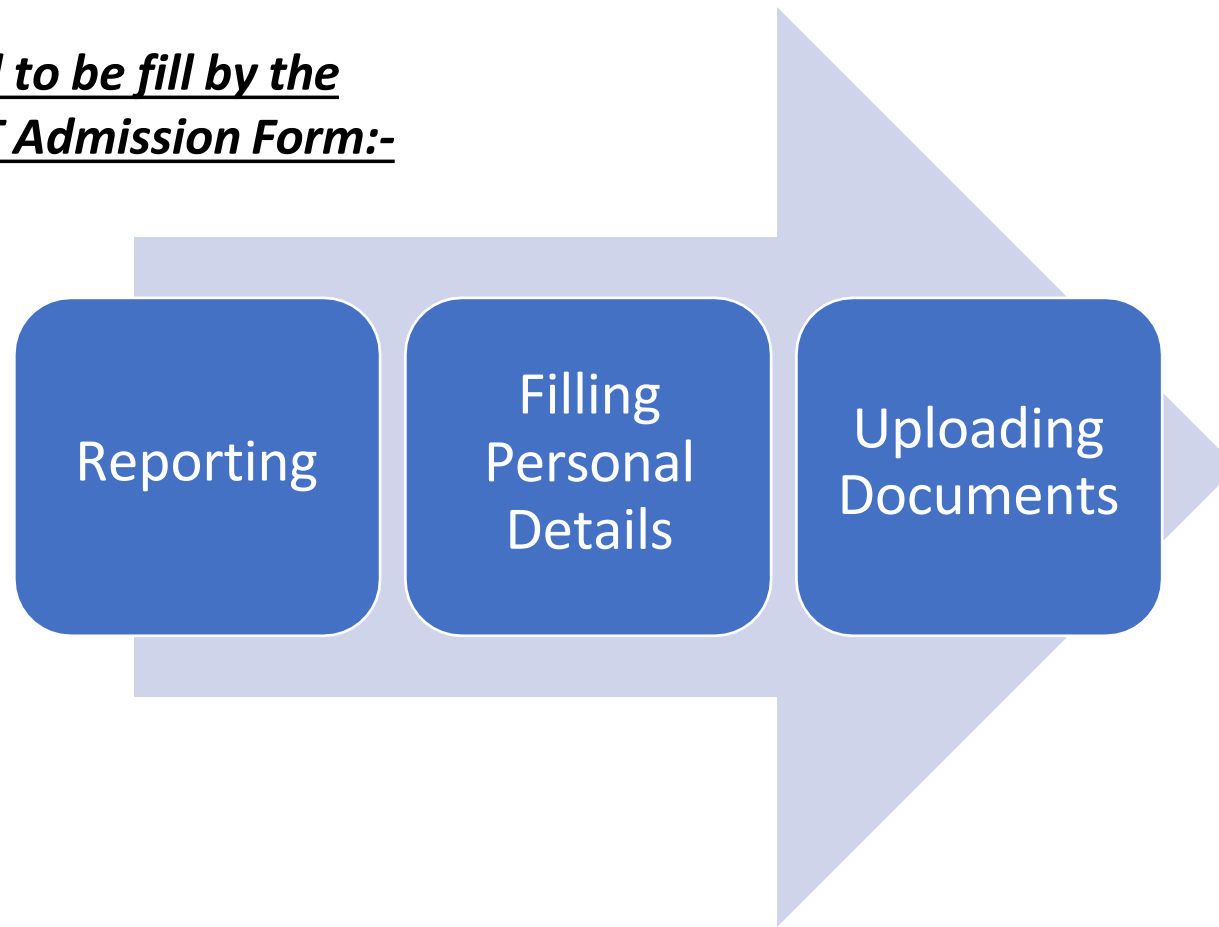 to be fill by the
Admission Form:-
Reporting
Filling
Personal
Details
Uploading
Documents